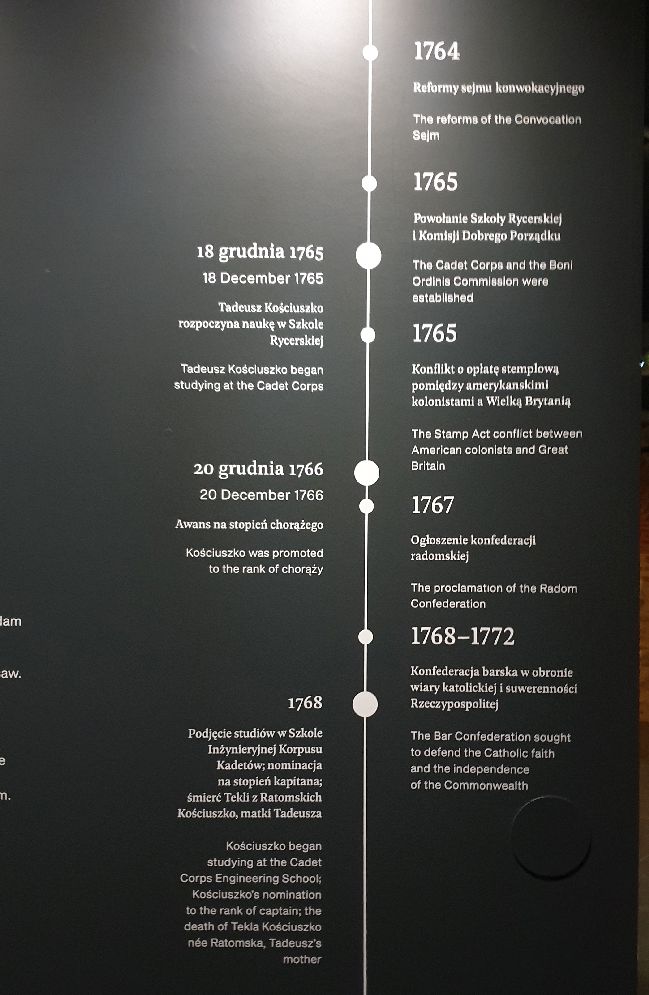 1764
Reformy sejmu konwokacyjnego
The reforms of the Convocation
Sejm
1765
Powołanie Szkoły Rycerskiej
i Komisji Dobrego Porządku
The Cadet Corps and the Boni
Ordinis Commission were
established
18 grudnia 1765
18 December 1765
Tadeusz Kościuszko
rozpoczyna naukę w Szkole
Rycerskiej
Tadeusz Kościuszko began
studying at the Cadet Corps
1765
Konflikt o opłatę stemplową
pomiędzy amerykanskimi
kolonistami a Wielką Brytanią
The Stamp Act conflict between
American colonists and Great
Britain
20 grudnia 1766
20 December 1766
Awans na stopień chorążego
Kościuszko was promoted
to the rank of chorąży
1767
Ogłoszenie konfederacji
radomskiej
The proclamation of the Radom
Confederation
1768–1772
Konfederacja barska w obronie
wiary katolickiej i suwerenności
Rzeczypospolitej
The Bar Confederation sought
to defend the Catholic faith
and the independence
of the Commonwealth
1768
Podjęcie studiów w Szkole
Inżynieryjnej Korpusu
Kadetów; nominacja
na stopień kapitana;
śmierć Tekli z Ratomskich
Kościuszko, matki Tadeusza
Kościuszko began
studying at the Cadet
Corps Engineering School;
Kościuszko's nomination
to the rank of captain; the
death of Tekla Kościuszko
née Ratomska, Tadeusz's
mother